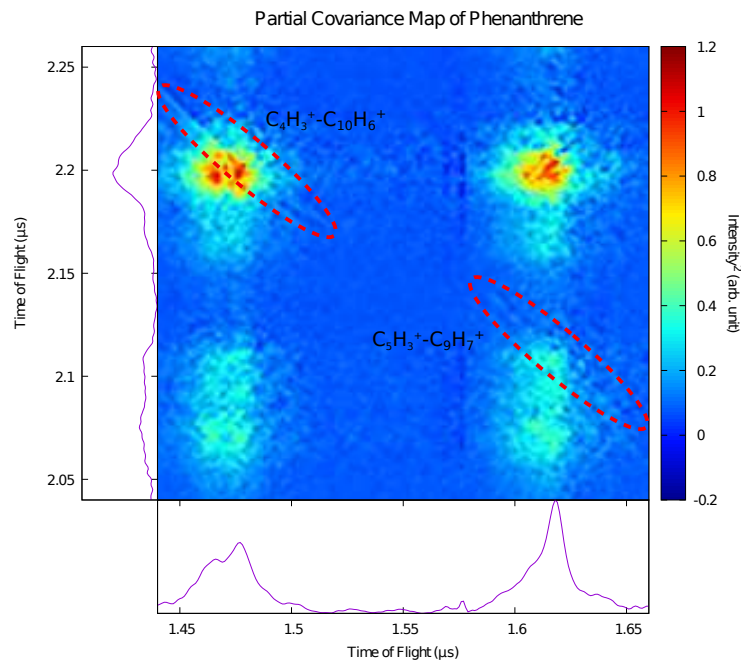 Partial Covariance Map of Phenanthrene
2.25
2.2
2.15
2.1
2.05
Time of Flight (µs)
C₄H₃⁺-C₁₀H₆⁺
C₅H₃⁺-C₉H₇⁺
1.2
1
0.8
0.6
0.4
0.2
0
-0.2
Intensity² (arb. unit)
1.45 1.5 1.55 1.6 1.65
Time of Flight (µs)